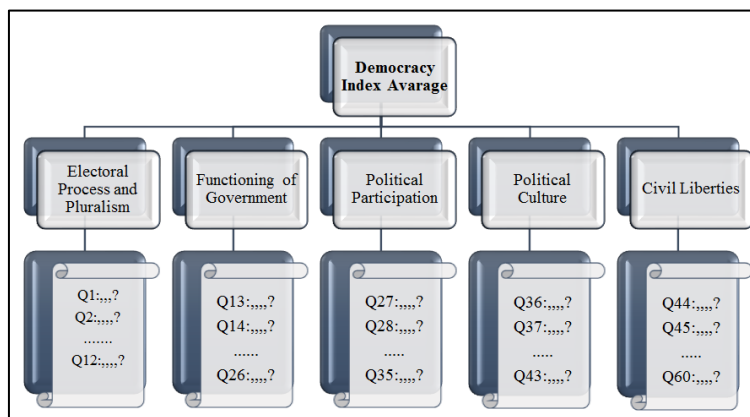 Democracy
Index Avarage
Electoral
Process and
Pluralism
Functioning of
Government
Political
Participation
Political
Culture
Civil Liberties
Q1:,,,,?
Q2:,,,,?
.......
Q12:,,,,?
Q13:,,,,?
Q14:,,,,?
......
Q26:,,,,?
Q27:,,,,?
Q28:,,,,?
.....
Q35:,,,,?
Q36:,,,,?
Q37:,,,,?
......
Q43:,,,,?
Q44:,,,,?
Q45:,,,,?
.....
Q60:,,,,?